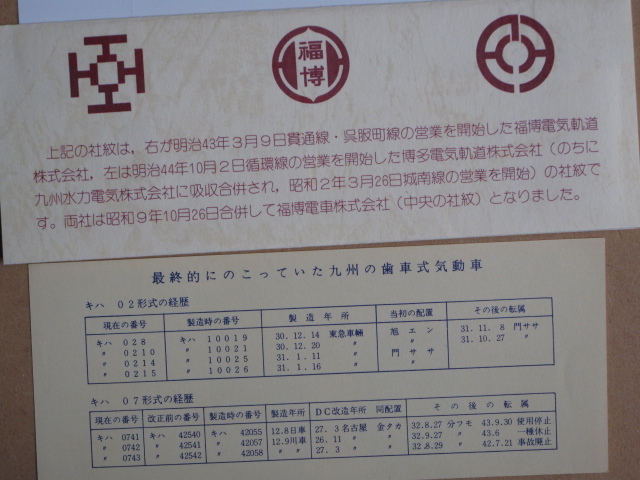 福博
上記の社紋は，右が明治43年3月9日貫通線・呉服町線の営業を開始した福博電気軌道
株式会社，左は明治44年10月2日循環線の営業を開始した博多電気軌道株式会社（のちに
九州水力電気株式会社に吸収合併され，昭和2年3月26日城南線の営業を開始）の社紋で
す。両社は昭和9年10月26日合併して福博電車株式会社（中央の社紋）となりました。
最終的にのこっていた九州の歯車式気動車
キハ 02形式の経歴
現在の番号 製造時の番号 製造年所 当初の配置 その後の転属
キハ 028 キハ 10019 30.12.14 東急車輛 旭エン 31.11. 8 門ササ
〃 0210 〃 10021 30.12.20 〃 〃 31.10.27 〃
〃 0214 〃 10025 31.1.11 〃 門ササ
〃 0215 〃 10026 31.1.16 〃 〃
キハ 07形式の経歴
現在の番号 改正前の番号 製造時の番号 製造年所 DC改造年所 同配置 その後の転属
キハ 0741 キハ 42540 キハ 42055 12.8日車 27. 3名古屋 金タカ 32.8.27 分フモ 43.9.30 使用停止
〃 0742 〃 42541 〃 42057 12.9川車 26.11 〃 〃 32.9.27 〃 43.6 一種休止
〃 0743 〃 42542 〃 42058 〃 〃 27. 3 〃 〃 32.8.29 〃 42.7.21 事故廃止